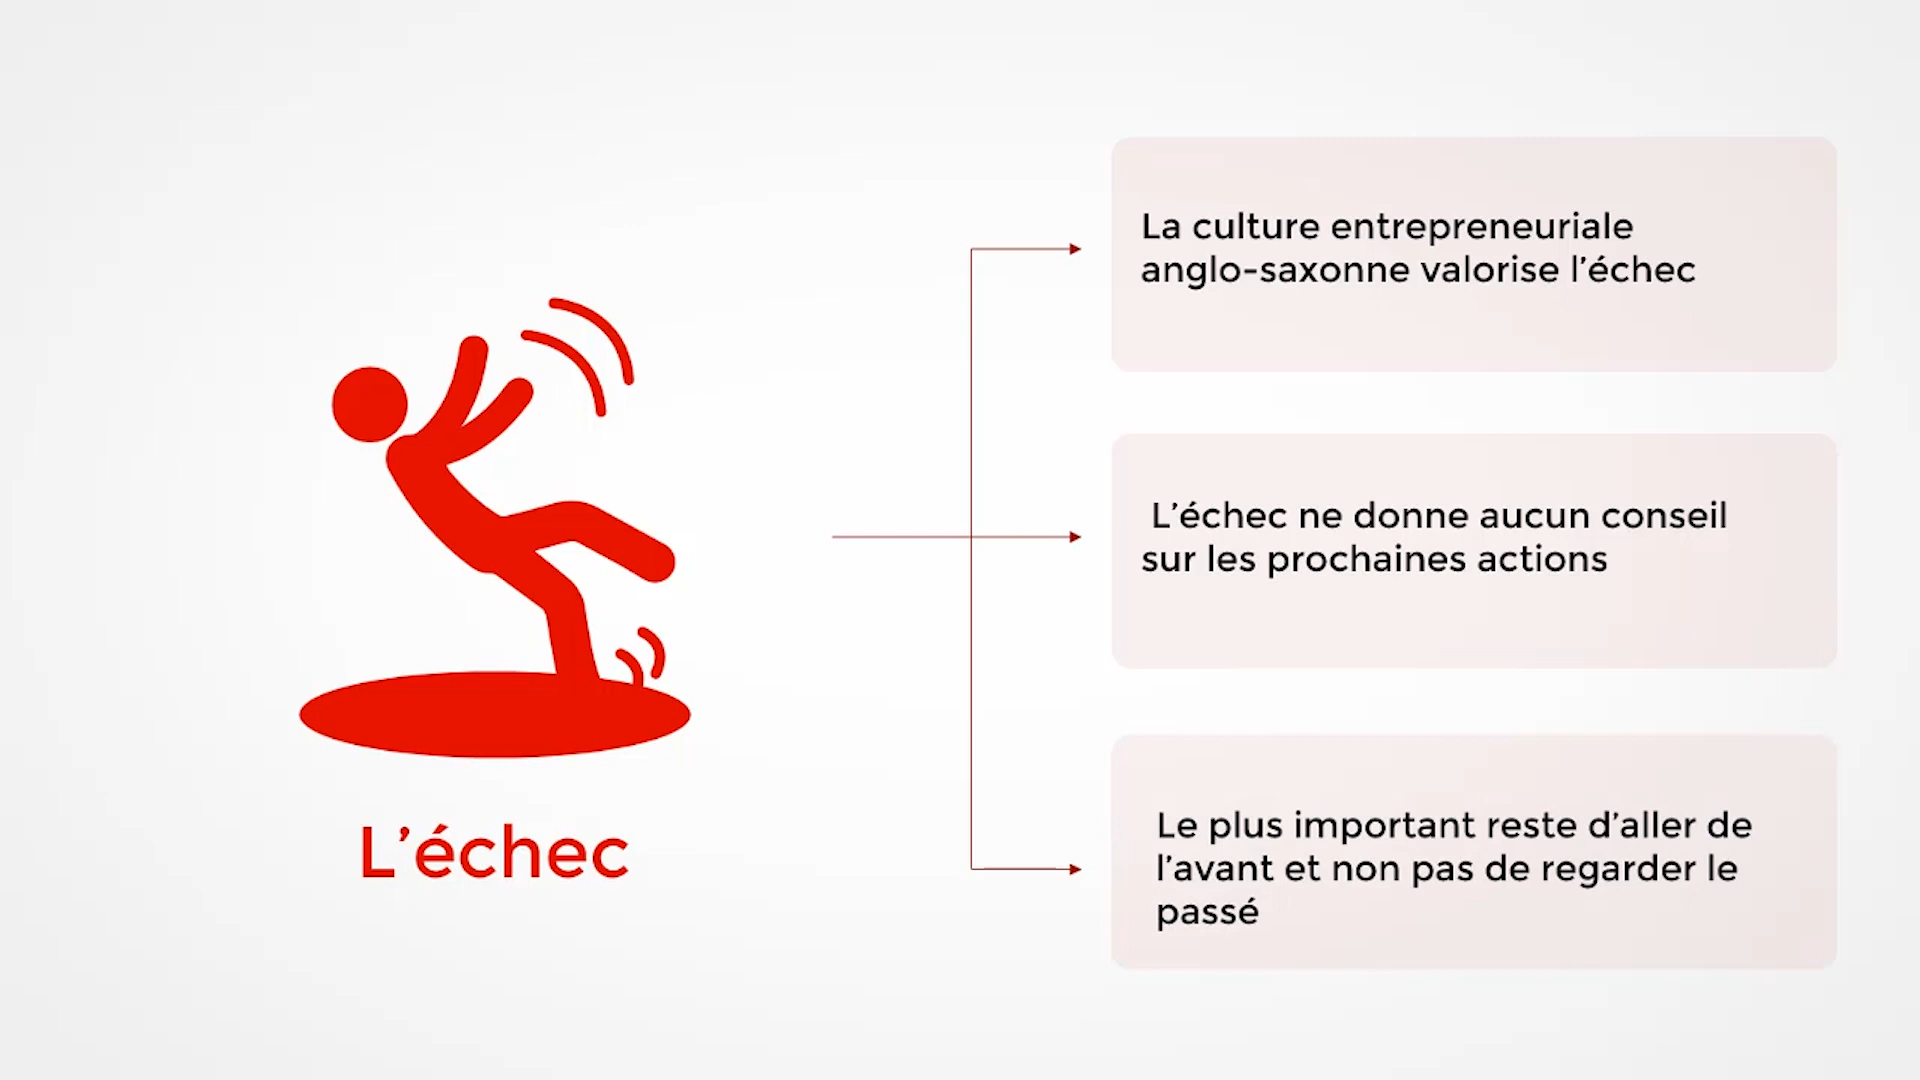 La culture entrepreneuriale
anglo-saxonne valorise l’échec
L’échec ne donne aucun conseil
sur les prochaines actions
Le plus important reste d’aller de
l’avant et non pas de regarder le
passé
L’échec